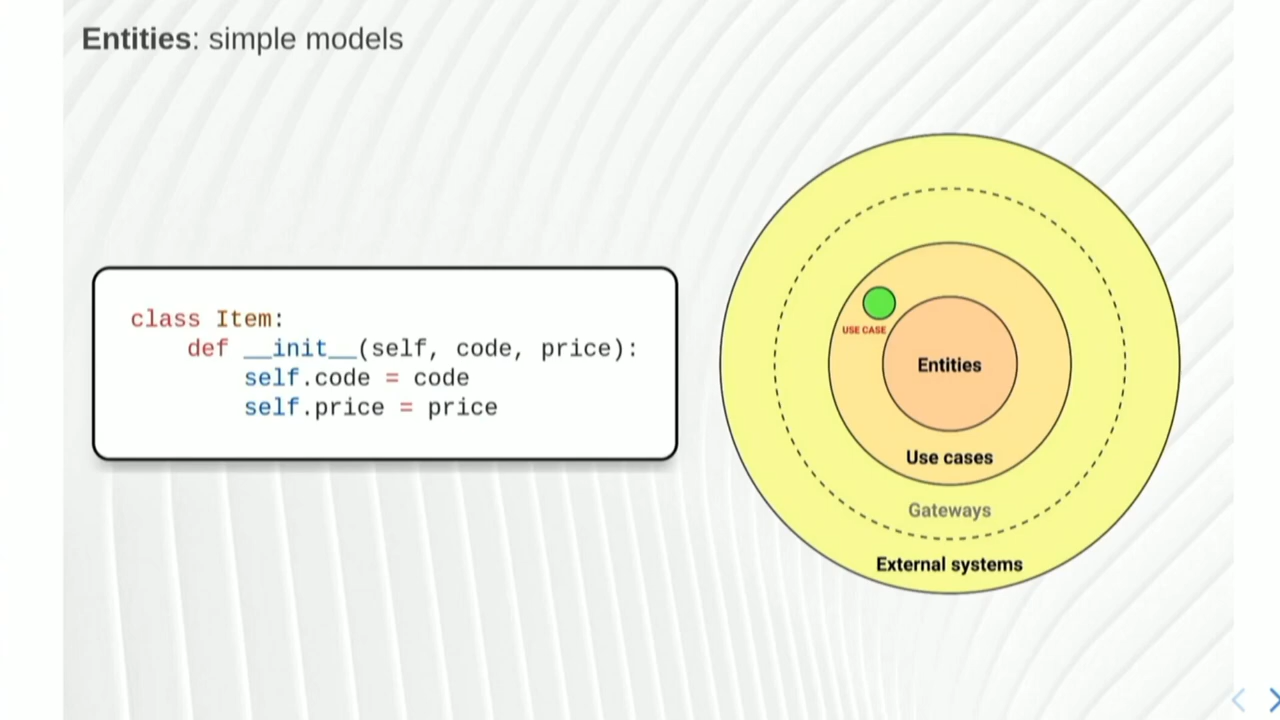 Entities: simple models
class Item:
    def __init__(self, code, price):
        self.code = code
        self.price = price
USE CASE
Entities
Use cases
Gateways
External systems